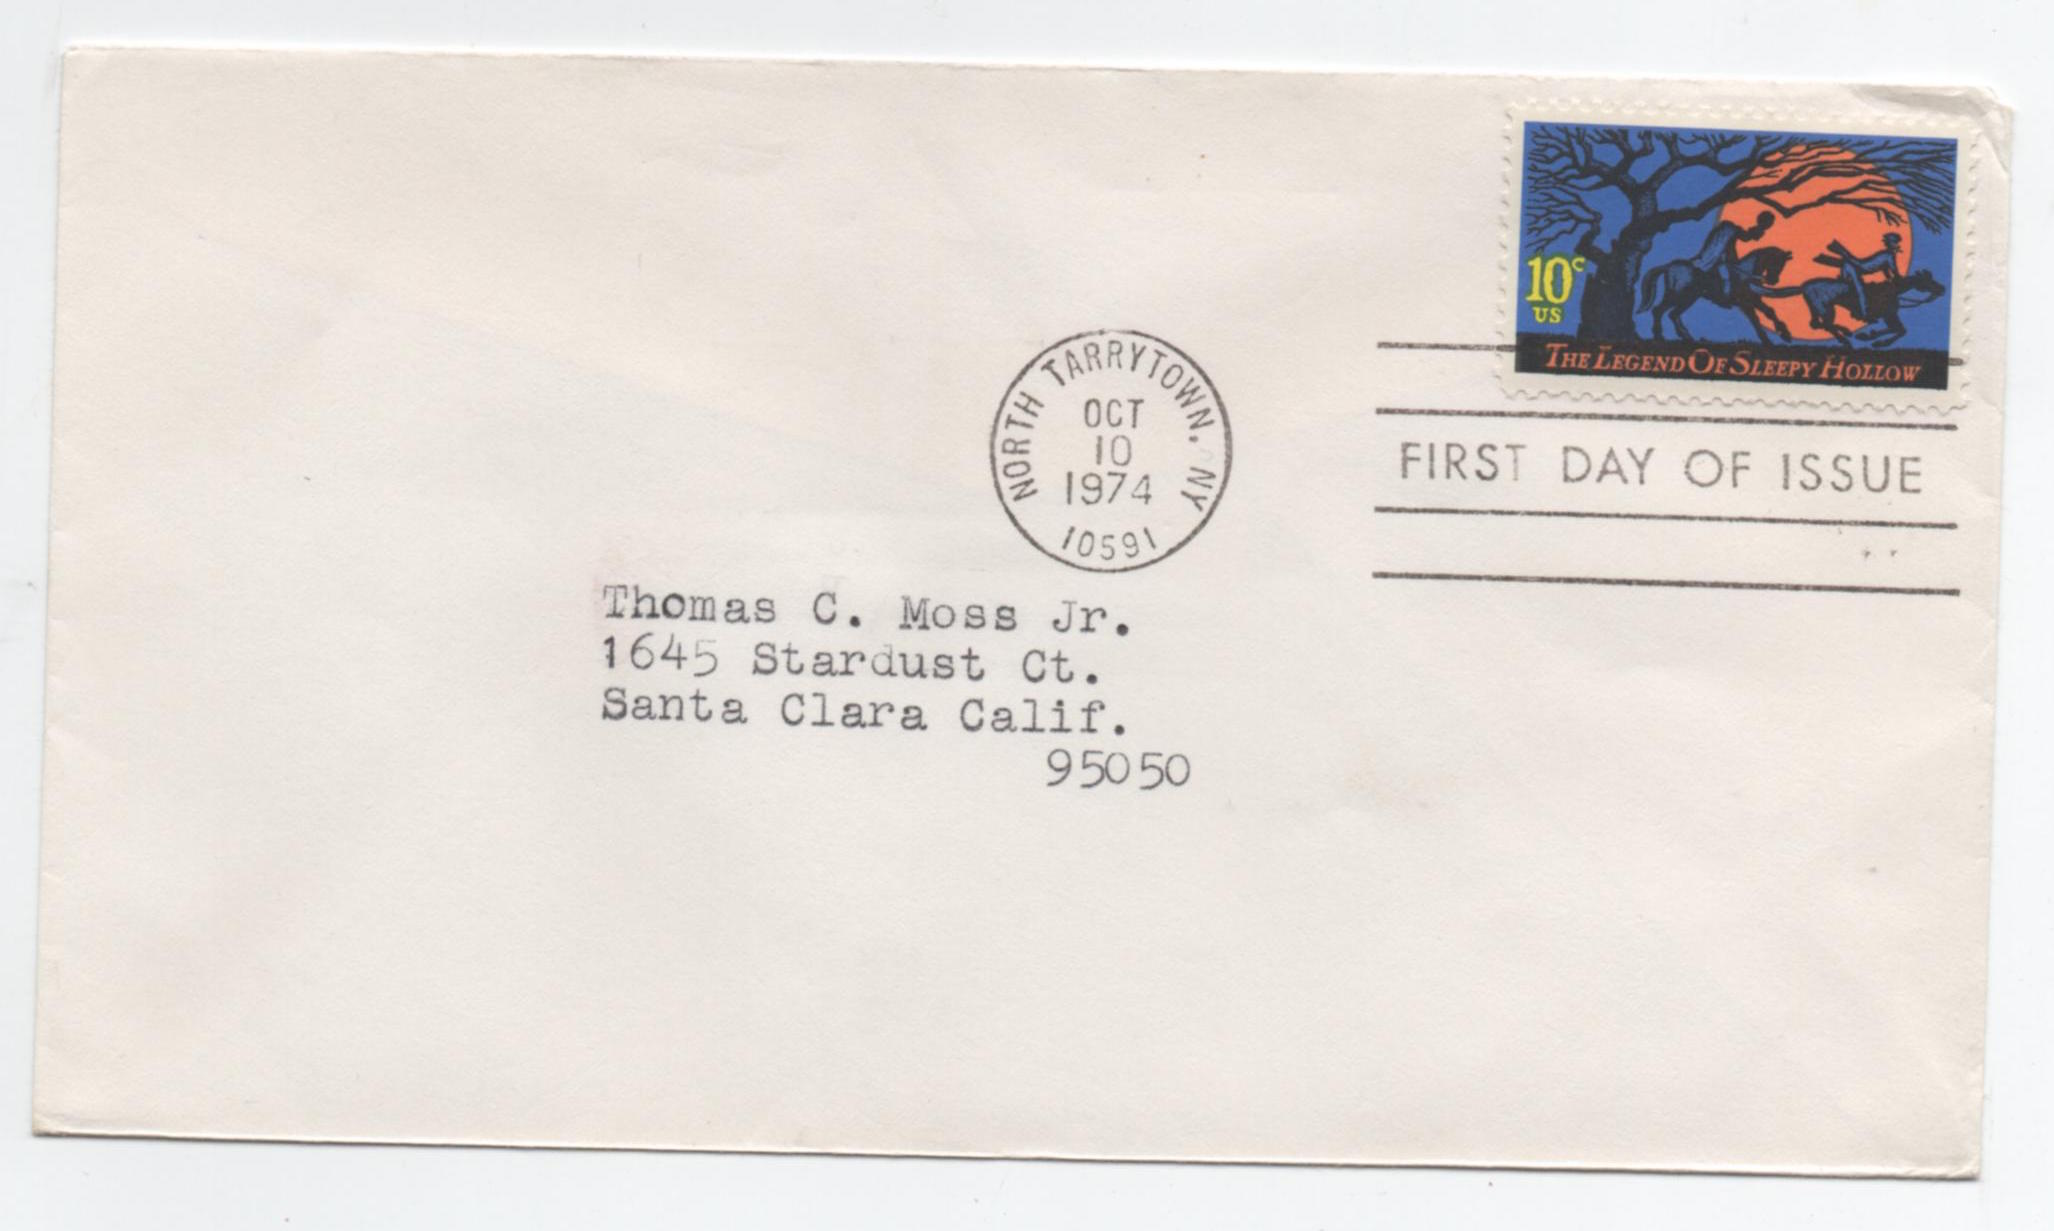 10c
US
THE LEGEND OF SLEEPY HOLLOW
NORTH TARRYTOWN. NY
OCT
10
1974
10591
FIRST DAY OF ISSUE
Thomas C. Moss Jr.
1645 Stardust Ct.
Santa Clara Calif.
95050